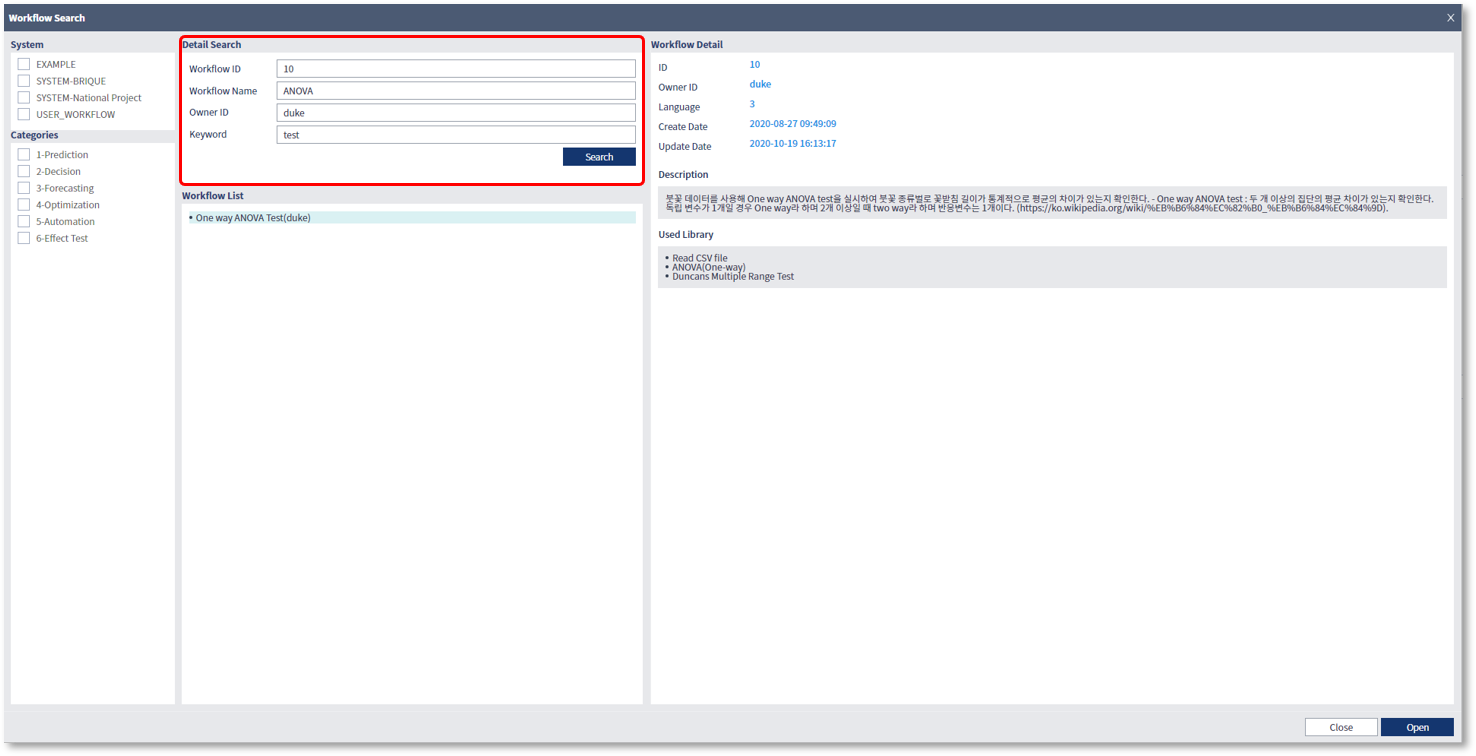 Workflow Search
X
System
EXAMPLE
SYSTEM-BRIQUE
SYSTEM-National Project
USER_WORKFLOW
Categories
1-Prediction
2-Decision
3-Forecasting
4-Optimization
5-Automation
6-Effect Test
Detail Search
Workflow ID 10
Workflow Name ANOVA
Owner ID duke
Keyword test
Search
Workflow List
• One way ANOVA Test(duke)
Workflow Detail
ID 10
Owner ID duke
Language 3
Create Date 2020-08-27 09:49:09
Update Date 2020-10-19 16:13:17
Description
붓꽃 데이터를 사용해 One way ANOVA test을 실시하여 붓꽃 종류별로 꽃받침 길이가 통계적으로 평균의 차이가 있는지 확인한다. - One way ANOVA test : 두 개 이상의 집단의 평균 차이가 있는지 확인한다.
독립 변수가 1개일 경우 One way라 하며 2개 이상일 때 two way라 하며 반응변수는 1개이다. (https://ko.wikipedia.org/wiki/%EB%B6%84%EC%82%B0_%EB%B6%84%EC%84%9D).
Used Library
• Read CSV file
• ANOVA(One-way)
• Duncans Multiple Range Test
Close
Open